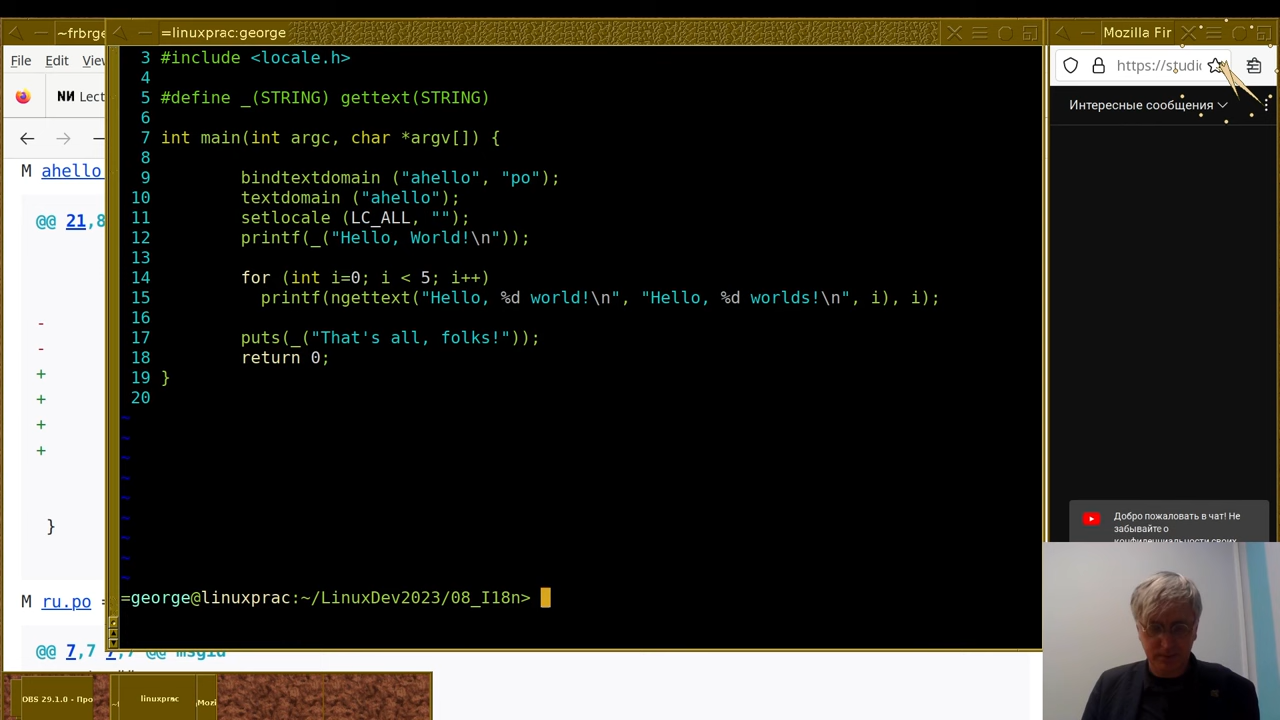 ~frbrge
=linuxprac:george
Mozilla Fir
File Edit Viev
Lect
https://studio
Интересные сообщения
M ahello
@@ 21,8
-
-
+
+
+
+
}
M ru.po =
@@ 7,7 7,7 @@ msgid
3 #include <locale.h>
4
5 #define _(STRING) gettext(STRING)
6
7 int main(int argc, char *argv[]) {
8
9 bindtextdomain ("ahello", "po");
10 textdomain ("ahello");
11 setlocale (LC_ALL, "");
12 printf(_("Hello, World!\n"));
13
14 for (int i=0; i < 5; i++)
15 printf(ngettext("Hello, %d world!\n", "Hello, %d worlds!\n", i), i);
16
17 puts(_("That's all, folks!"));
18 return 0;
19 }
20
~
~
~
~
~
~
~
~
~
=george@linuxprac:~/LinuxDev2023/08_I18n>
Добро пожаловать в чат! Не
забывайте о
конфиденциальности своих
OBS 29.1.0 - Про
linuxprac
Mozi